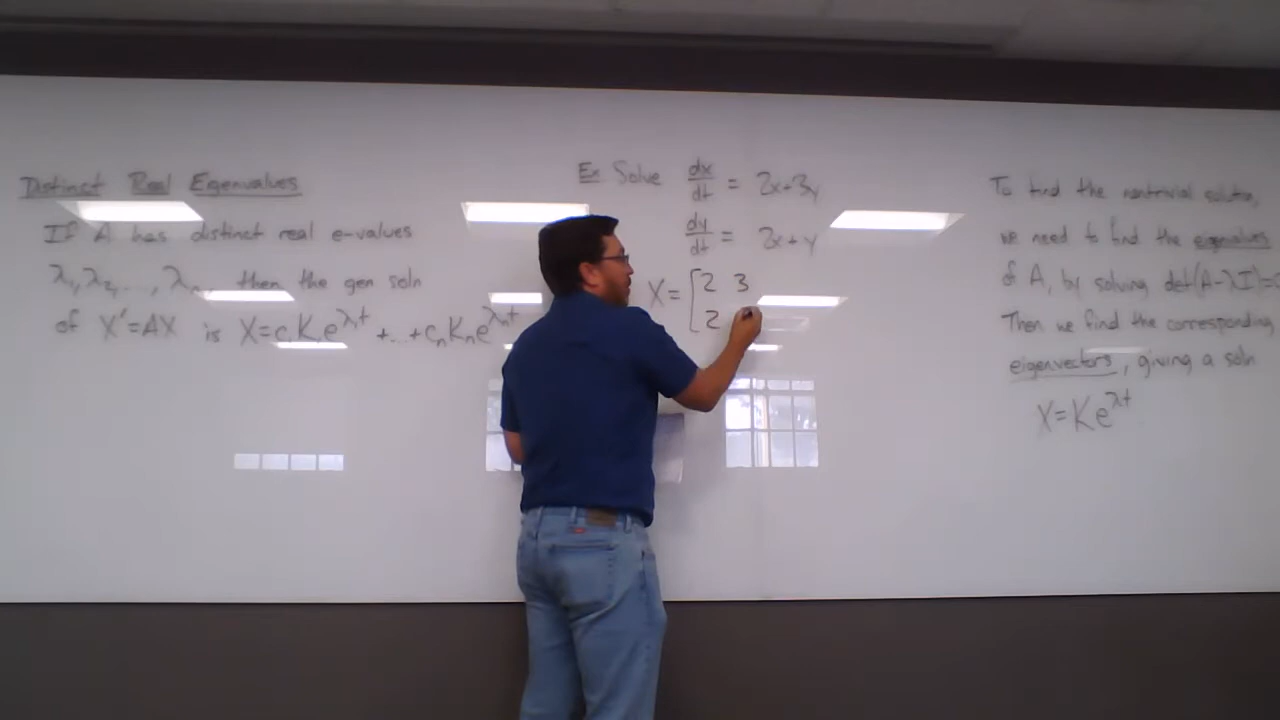 Distinct Real Eigenvalues
If A has distinct real e-values
λ₁, λ₂, ..., λₙ, then the gen soln
of X'=AX is X=c₁K₁e^λ₁t +...+cₙKₙe^λₙt
Ex Solve dx/dt = 2x+3y
dy/dt = 2x+y
X = [2 3
2
To find the nontrivial solution,
we need to find the eigenvalues
of A, by solving det(A-λI)=0
Then we find the corresponding
eigenvectors, giving a soln
X=Ke^λt